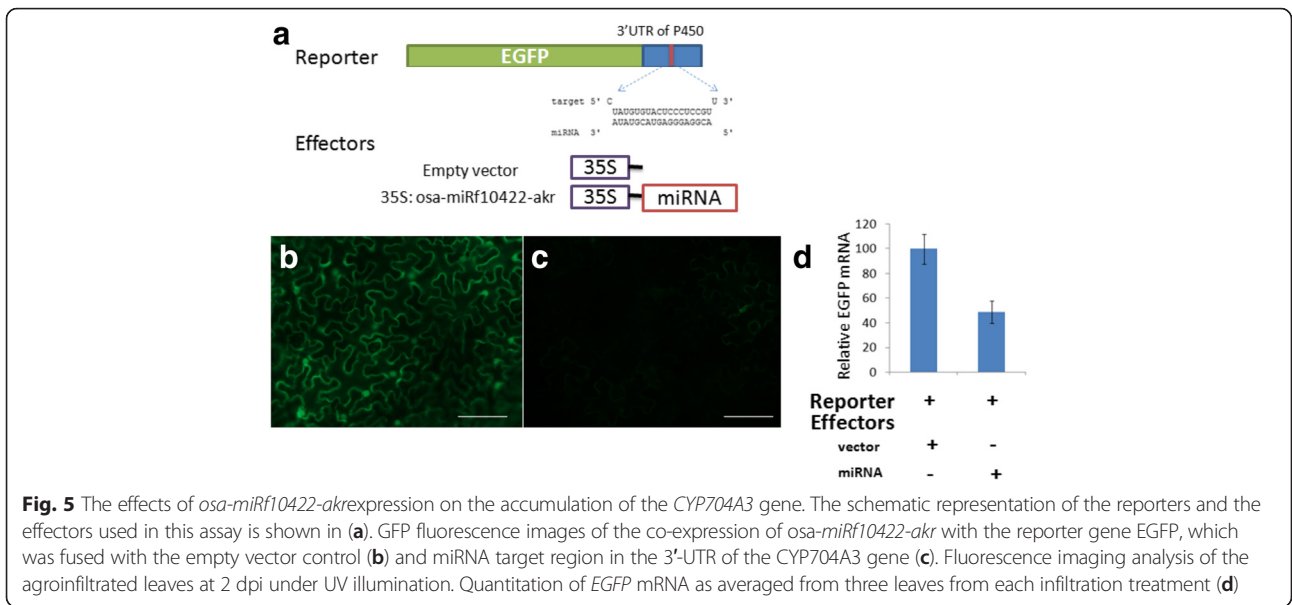 a
3′UTR of P450
Reporter
EGFP
target 5' C U 3'
UAUGUGUACUCCCUCCGU
AUAUGCAUGAGGGAGGCA
miRNA 3' 5'
Effectors
Empty vector 35S
35S: osa-miRf10422-akr 35S miRNA
b
c
d
Relative EGFP mRNA
120
100
80
60
40
20
0
Reporter + +
Effectors
vector + -
miRNA - +
Fig. 5 The effects of osa-miRf10422-akrexpression on the accumulation of the CYP704A3 gene. The schematic representation of the reporters and the
effectors used in this assay is shown in (a). GFP fluorescence images of the co-expression of osa-miRf10422-akr with the reporter gene EGFP, which
was fused with the empty vector control (b) and miRNA target region in the 3′-UTR of the CYP704A3 gene (c). Fluorescence imaging analysis of the
agroinfiltrated leaves at 2 dpi under UV illumination. Quantitation of EGFP mRNA as averaged from three leaves from each infiltration treatment (d)